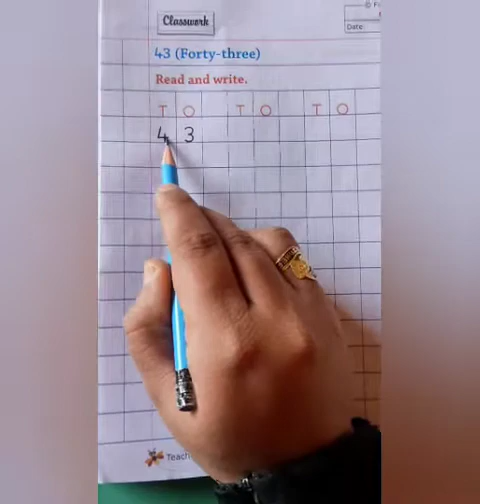 Classwork
Date:
43 (Forty-three)
Read and write.
T O T O T O
4 3
Teach